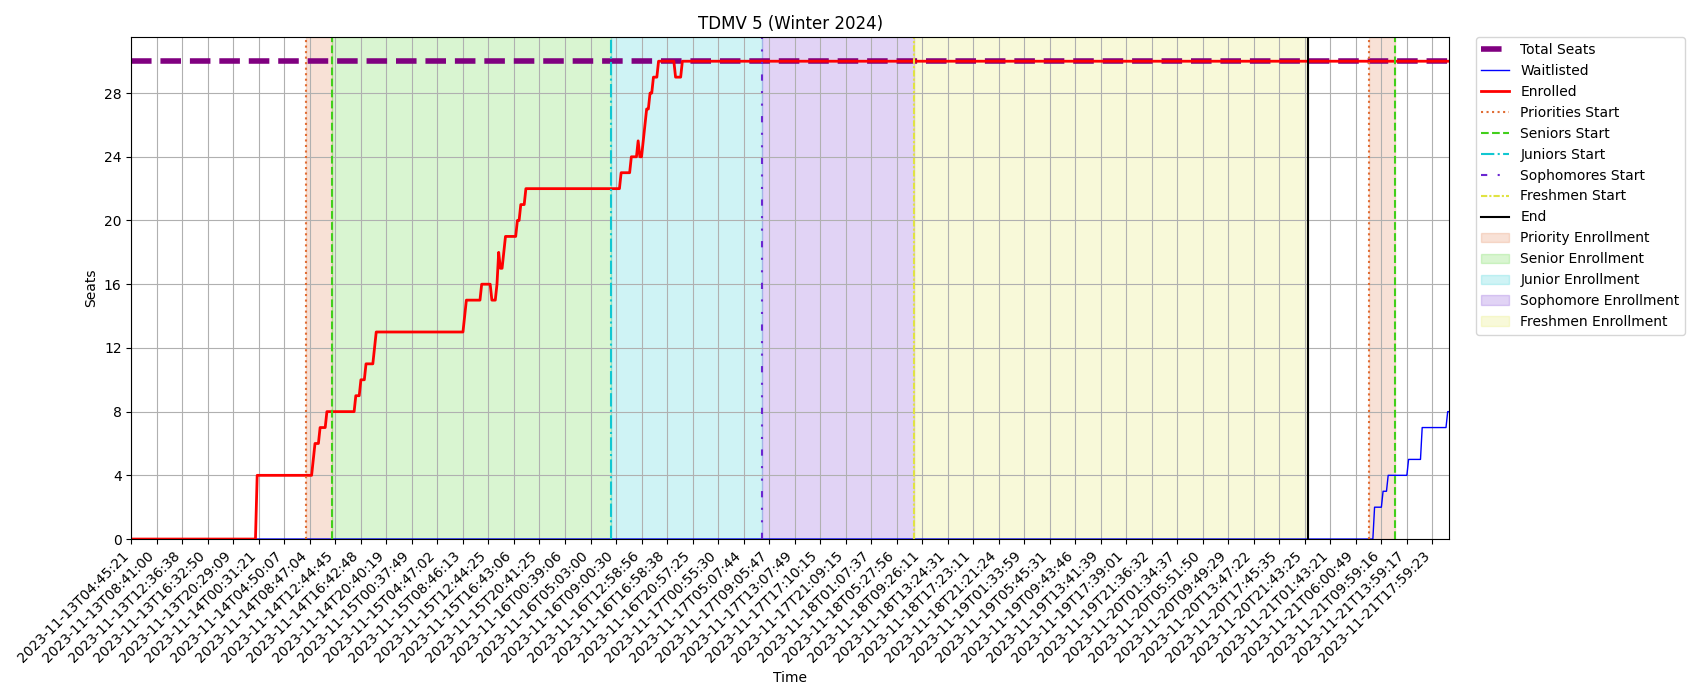 TDMV 5 (Winter 2024)
Total Seats
Waitlisted
Enrolled
Priorities Start
Seniors Start
Juniors Start
Sophomores Start
Freshmen Start
End
Priority Enrollment
Senior Enrollment
Junior Enrollment
Sophomore Enrollment
Freshmen Enrollment
Seats
28
24
20
16
12
8
4
0
2023-11-13T04:45:21
2023-11-13T08:41:00
2023-11-13T12:36:38
2023-11-13T16:32:50
2023-11-13T20:29:09
2023-11-14T00:31:21
2023-11-14T04:50:07
2023-11-14T08:47:04
2023-11-14T12:44:45
2023-11-14T16:42:48
2023-11-14T20:40:19
2023-11-15T00:37:49
2023-11-15T04:47:02
2023-11-15T08:46:13
2023-11-15T12:44:25
2023-11-15T16:43:06
2023-11-15T20:41:25
2023-11-16T00:39:06
2023-11-16T05:03:00
2023-11-16T09:00:30
2023-11-16T12:58:56
2023-11-16T16:58:38
2023-11-16T20:57:25
2023-11-17T00:55:30
2023-11-17T05:07:44
2023-11-17T09:05:47
2023-11-17T13:07:49
2023-11-17T17:10:15
2023-11-17T21:09:15
2023-11-18T01:07:37
2023-11-18T05:27:56
2023-11-18T09:26:11
2023-11-18T13:24:31
2023-11-18T17:23:11
2023-11-18T21:21:24
2023-11-19T01:33:59
2023-11-19T05:45:31
2023-11-19T09:43:46
2023-11-19T13:41:39
2023-11-19T17:39:01
2023-11-19T21:36:32
2023-11-20T01:34:37
2023-11-20T05:51:50
2023-11-20T09:49:29
2023-11-20T13:47:22
2023-11-20T17:45:35
2023-11-20T21:43:25
2023-11-21T01:43:21
2023-11-21T06:00:49
2023-11-21T09:59:16
2023-11-21T13:59:17
2023-11-21T17:59:23
Time